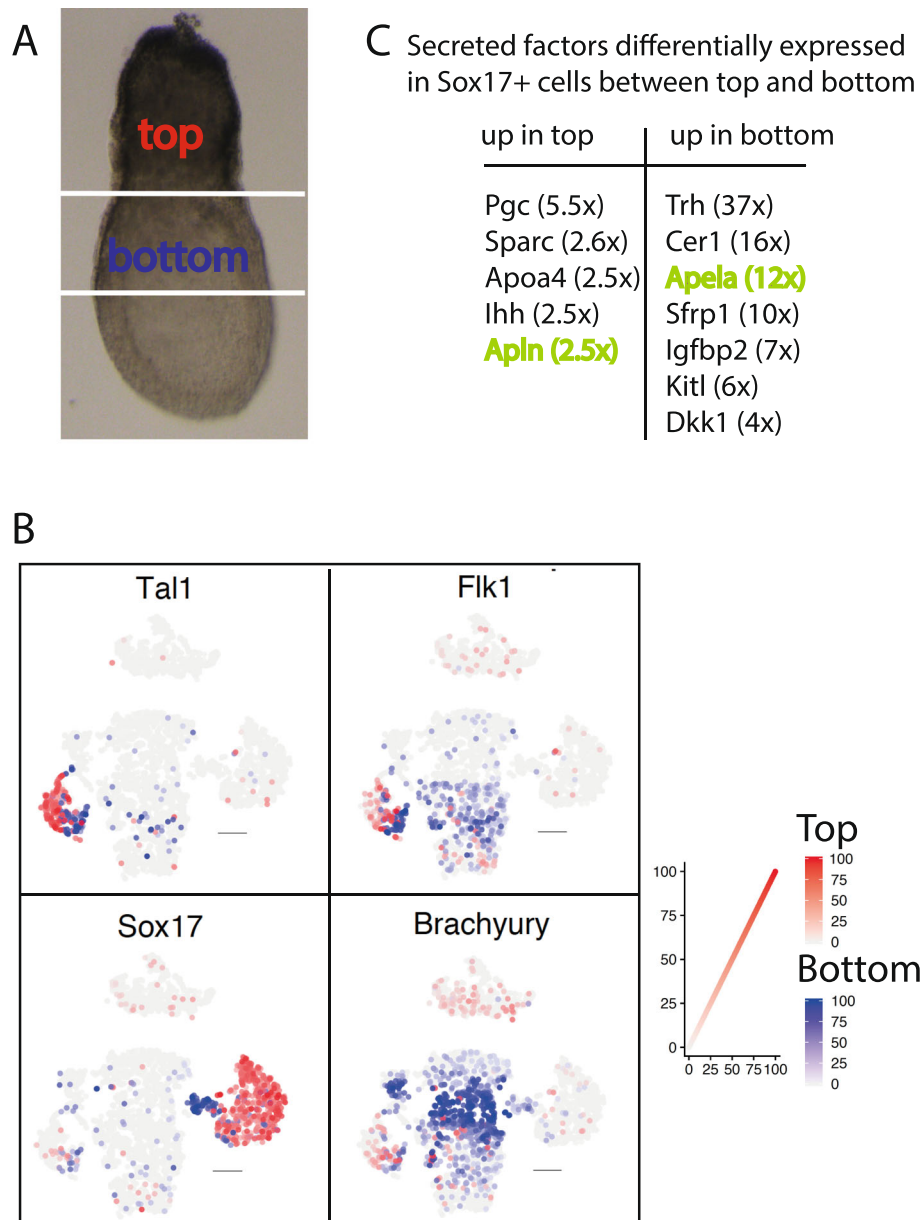 A
top
bottom
C Secreted factors differentially expressed
in Sox17+ cells between top and bottom
up in top up in bottom
Pgc (5.5x) Trh (37x)
Sparc (2.6x) Cer1 (16x)
Apoa4 (2.5x) Apela (12x)
Ihh (2.5x) Sfrp1 (10x)
Apln (2.5x) Igfbp2 (7x)
Kitl (6x)
Dkk1 (4x)
B
Tal1 Flk1
Sox17 Brachyury
100
75
50
25
0
0 25 50 75 100
Top
100
75
50
25
0
Bottom
100
75
50
25
0